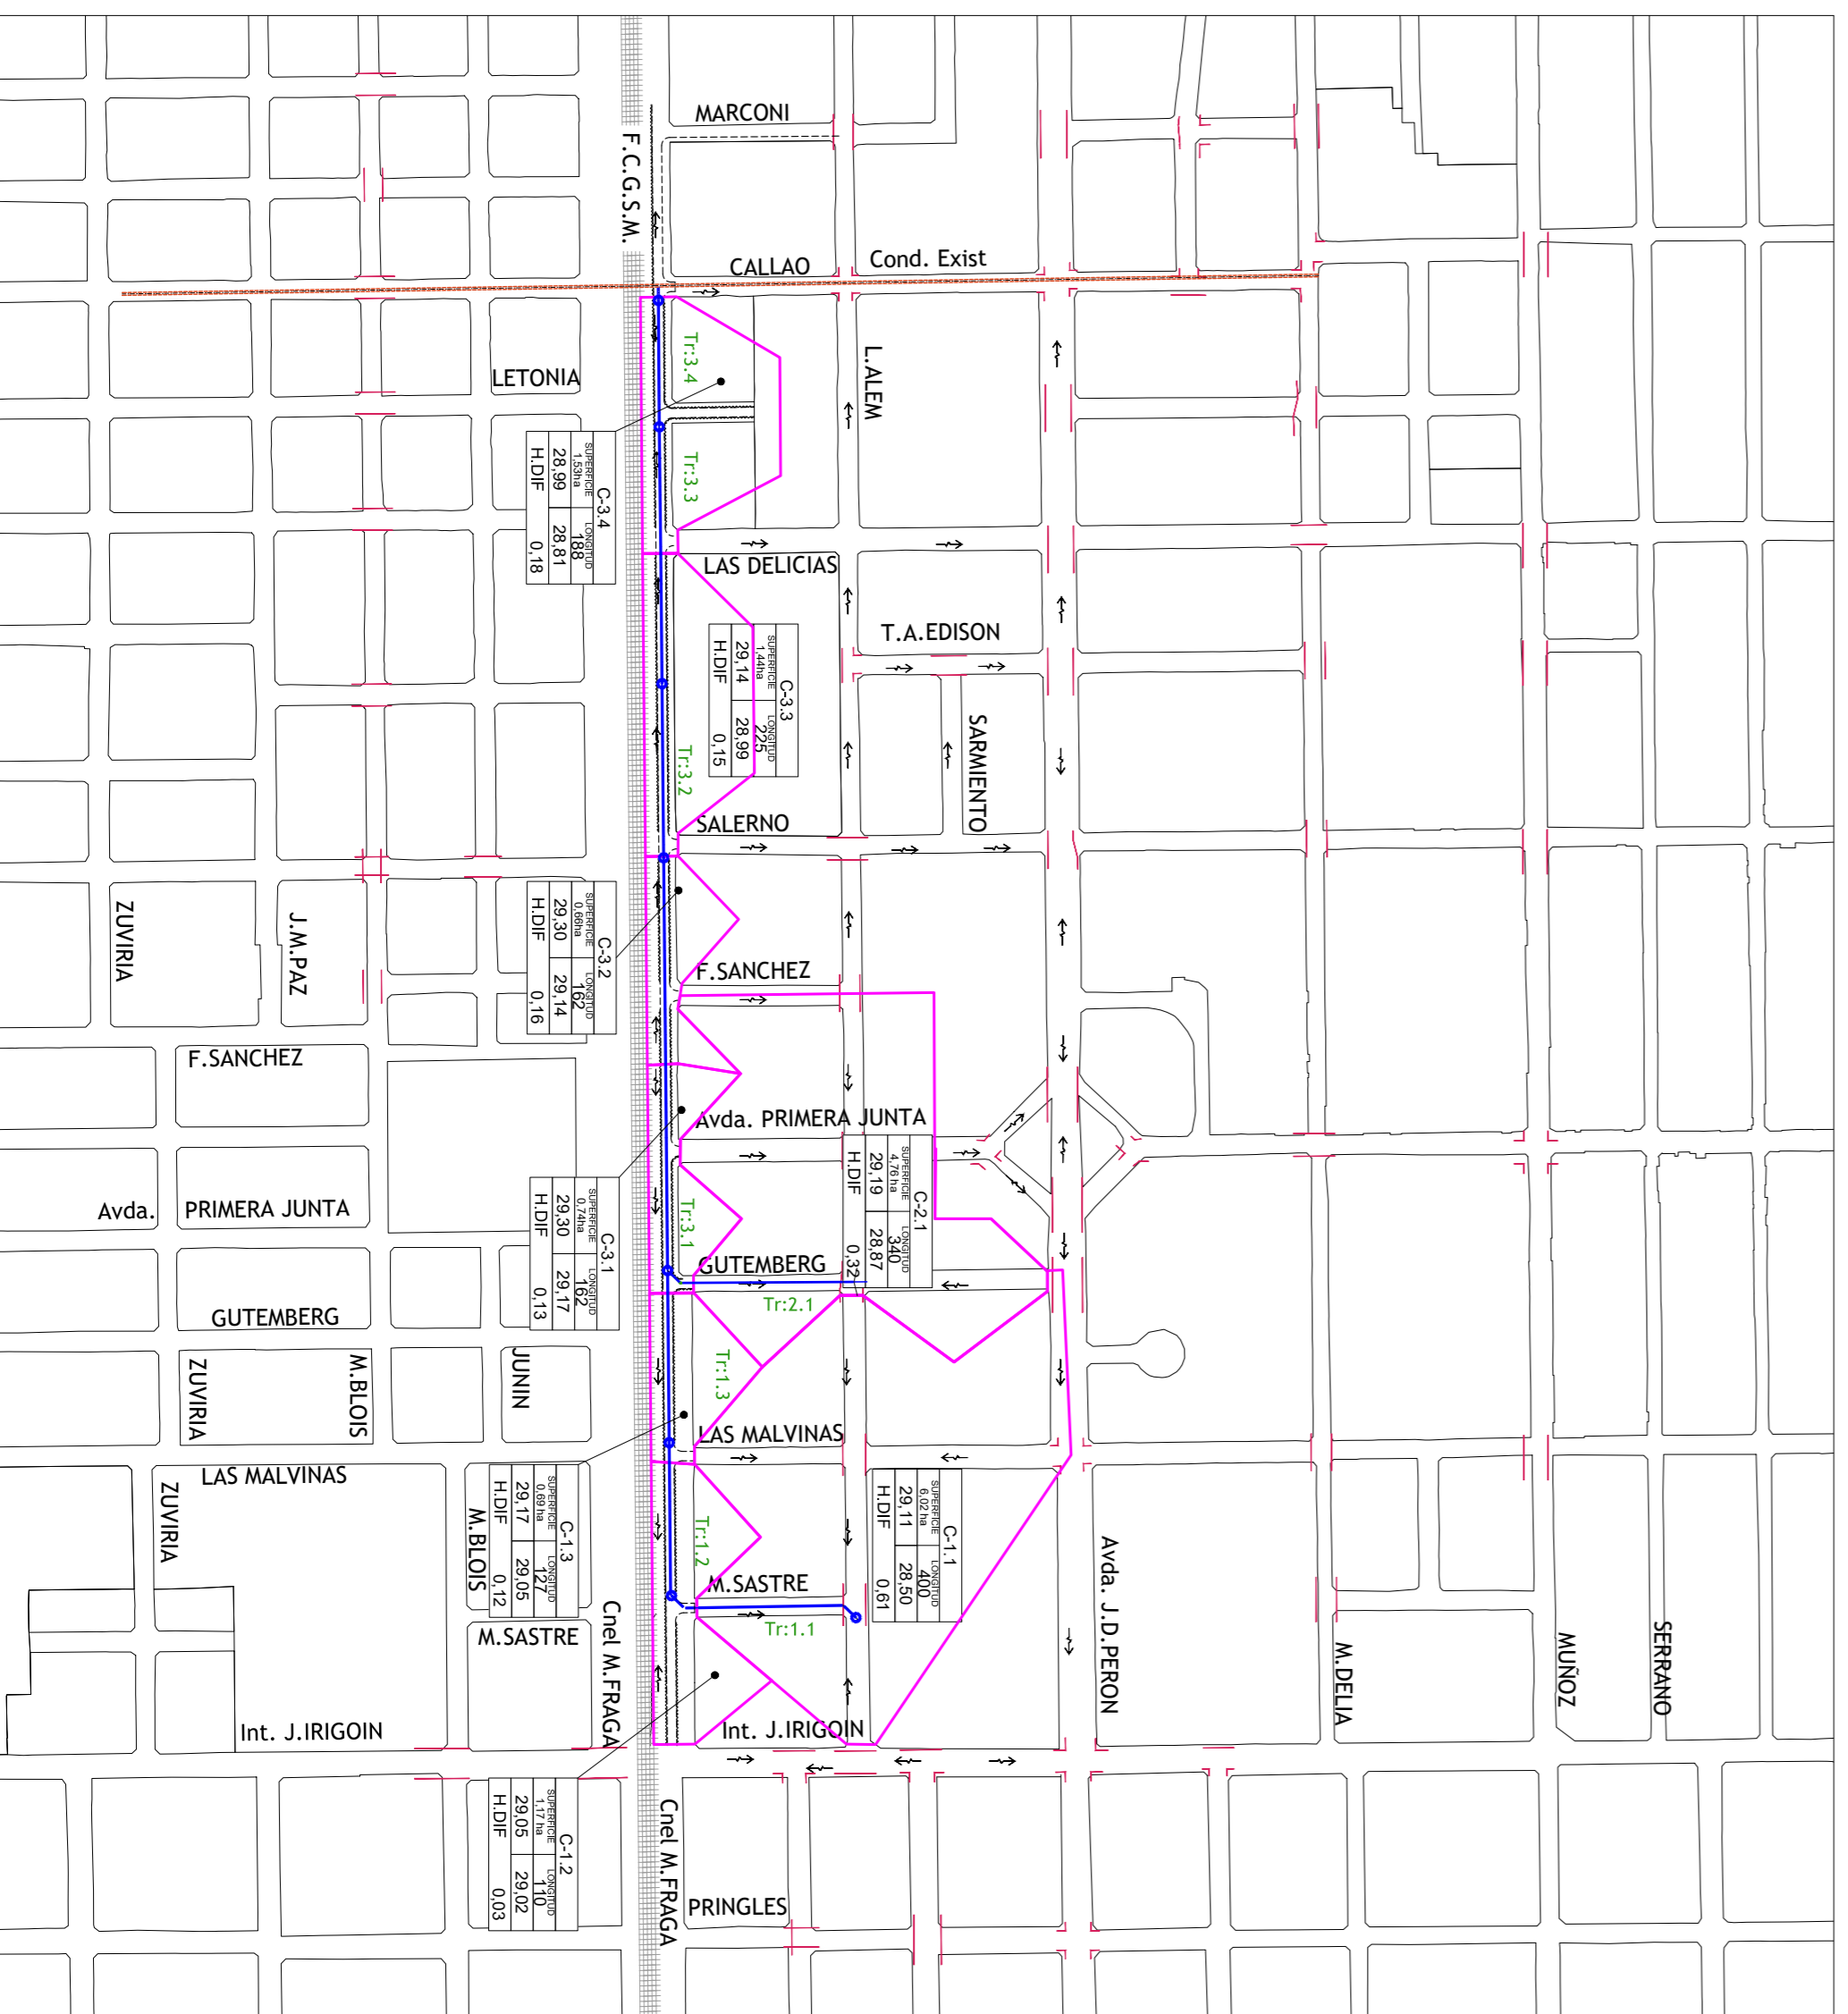 MARCONI
F.C.G.S.M.
CALLAO
Cond. Exist
LETONIA
Tr:3.4
L.ALEM
Tr:3.3
C-3.4
SUPERFICIE
1,53ha
LONGITUD
188
28,99
28,81
H.DIF
0,18
LAS DELICIAS
T.A.EDISON
C-3.3
SUPERFICIE
1,44ha
LONGITUD
225
29,14
28,99
H.DIF
0,15
SARMIENTO
Tr:3.2
SALERNO
C-3.2
SUPERFICIE
0,66ha
LONGITUD
162
29,30
29,14
H.DIF
0,16
ZUVIRIA
J.M.PAZ
F.SANCHEZ
F.SANCHEZ
Avda. PRIMERA JUNTA
Avda.
PRIMERA JUNTA
C-2.1
SUPERFICIE
4,76 ha
LONGITUD
340
29,19
28,87
H.DIF
0,32
C-3.1
SUPERFICIE
0,74ha
LONGITUD
162
29,30
29,17
H.DIF
0,13
Tr:3.1
GUTEMBERG
Tr:2.1
GUTEMBERG
ZUVIRIA
M.BLOIS
JUNIN
Tr:1.3
LAS MALVINAS
LAS MALVINAS
ZUVIRIA
M.BLOIS
C-1.3
SUPERFICIE
0,69 ha
LONGITUD
127
29,17
29,05
H.DIF
0,12
C-1.1
SUPERFICIE
6,02 ha
LONGITUD
400
29,11
28,50
H.DIF
0,61
Tr:1.2
M.SASTRE
Tr:1.1
M.SASTRE
Cnel M.FRAGA
Avda. J.D.PERON
M.DELIA
MUÑOZ
SERRANO
Int. J.IRIGOIN
Int. J.IRIGOIN
C-1.2
SUPERFICIE
1,17 ha
LONGITUD
110
29,05
29,02
H.DIF
0,03
Cnel M.FRAGA
PRINGLES